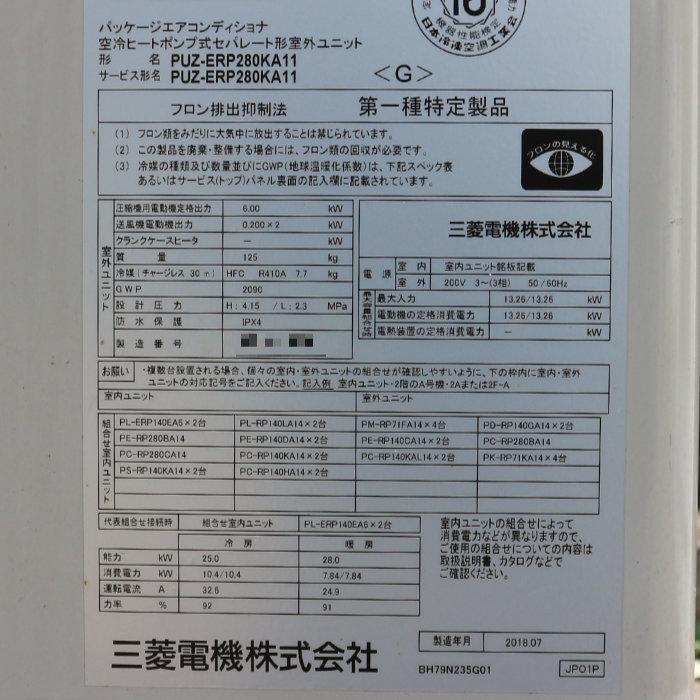 パッケージエアコンディショナ
空冷ヒートポンプ式セパレート形室外ユニット
形 名 PUZ-ERP280KA11
サービス形名 PUZ-ERP280KA11 <G>
10
機器性能検定
日本冷凍空調工業会
フロン排出抑制法 第一種特定製品
(1) フロン類をみだりに大気中に放出することは禁じられています。
(2) この製品を廃棄・整備する場合には、フロン類の回収が必要です。
(3) 冷媒の種類及び数量並びにGWP(地球温暖化係数)は、下記スペック表
あるいはサービス(トップ)パネル裏面の記入欄に記載されています。
フロンの見える化
室外ユニット
圧縮機用電動機定格出力 6.00 kW
送風機電動機出力 0.200×2 kW
クランクケースヒータ － kW
質量 125 kg
冷媒(チャージレス 30m) HFC R410A 7.7 kg
GWP 2090
設計圧力 H:4.15 / L:2.3 MPa
防水保護 IPX4
製造番号
三菱電機株式会社
電源 室内 室内ユニット銘板記載
室外 200V 3~(3相) 50/60Hz
最大容量組合せ時
最大入力 13.26/13.26 kW
電動機の定格消費電力 13.26/13.26 kW
電熱装置の定格消費電力 － kW
お願い ・複数台設置される場合、個々の室内・室外ユニットの組合せが確認しやすいように、下の枠内に室内・室外
ユニットの対応記号をご記入ください。記入例 室内ユニット・2階のA号機・2Aまたは2F-A
室内ユニット 室外ユニット
組合せ室内ユニット
PL-ERP140EA6×2台 PL-RP140LA14×2台 PM-RP71FA14×4台 PD-RP140GA14×2台
PE-RP280BA14 PE-RP140DA14×2台 PE-RP140CA14×2台 PC-RP280BA14
PC-RP280CA14 PC-RP140KA14×2台 PC-RP140KAL14×2台 PK-RP71KA14×4台
PS-RP140KA14×2台 PC-RP140HA14×2台
代表組合せ接続時 組合せ室内ユニット PL-ERP140EA6×2台
冷房 暖房
能力 kW 25.0 28.0
消費電力 kW 10.4/10.4 7.84/7.84
運転電流 A 32.6 24.9
力率 % 92 91
室内ユニットの組合せによって
消費電力などが異なりますので、
ご使用の組合せについての内容は
取扱説明書、カタログなどで
ご確認ください。
三菱電機株式会社
製造年月 2018.07
BH79N235G01 JP01P